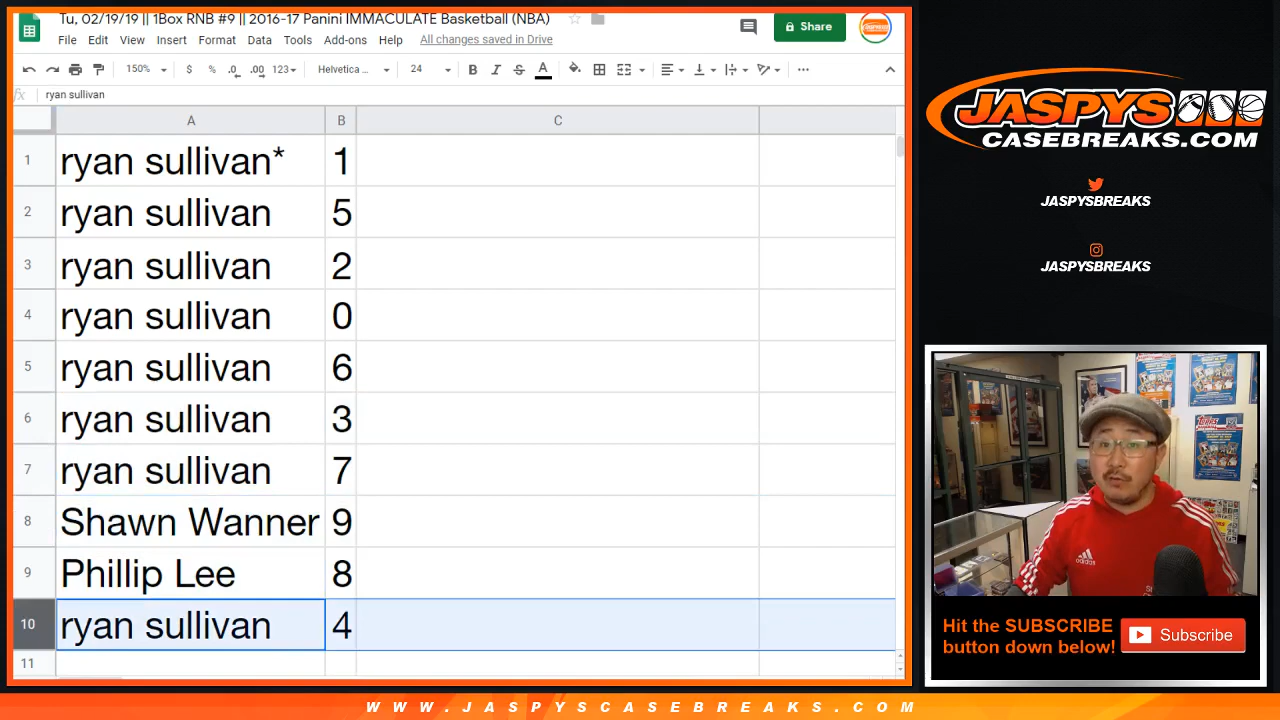 Tu, 02/19/19 || 1Box RNB #9 || 2016-17 Panini IMMACULATE Basketball (NBA)
Share
File Edit View Insert Format Data Tools Add-ons Help All changes saved in Drive
150% $ % .0 .00 123 Helvetica ... 24 B I S A
fx ryan sullivan
A B C
1 ryan sullivan* 1
2 ryan sullivan 5
3 ryan sullivan 2
4 ryan sullivan 0
5 ryan sullivan 6
6 ryan sullivan 3
7 ryan sullivan 7
8 Shawn Wanner 9
9 Phillip Lee 8
10 ryan sullivan 4
11
JASPYS
CASEBREAKS.COM
JASPYSBREAKS
JASPYSBREAKS
adidas
Hit the SUBSCRIBE
button down below!
Subscribe
WWW.JASPYSCASEBREAKS.COM